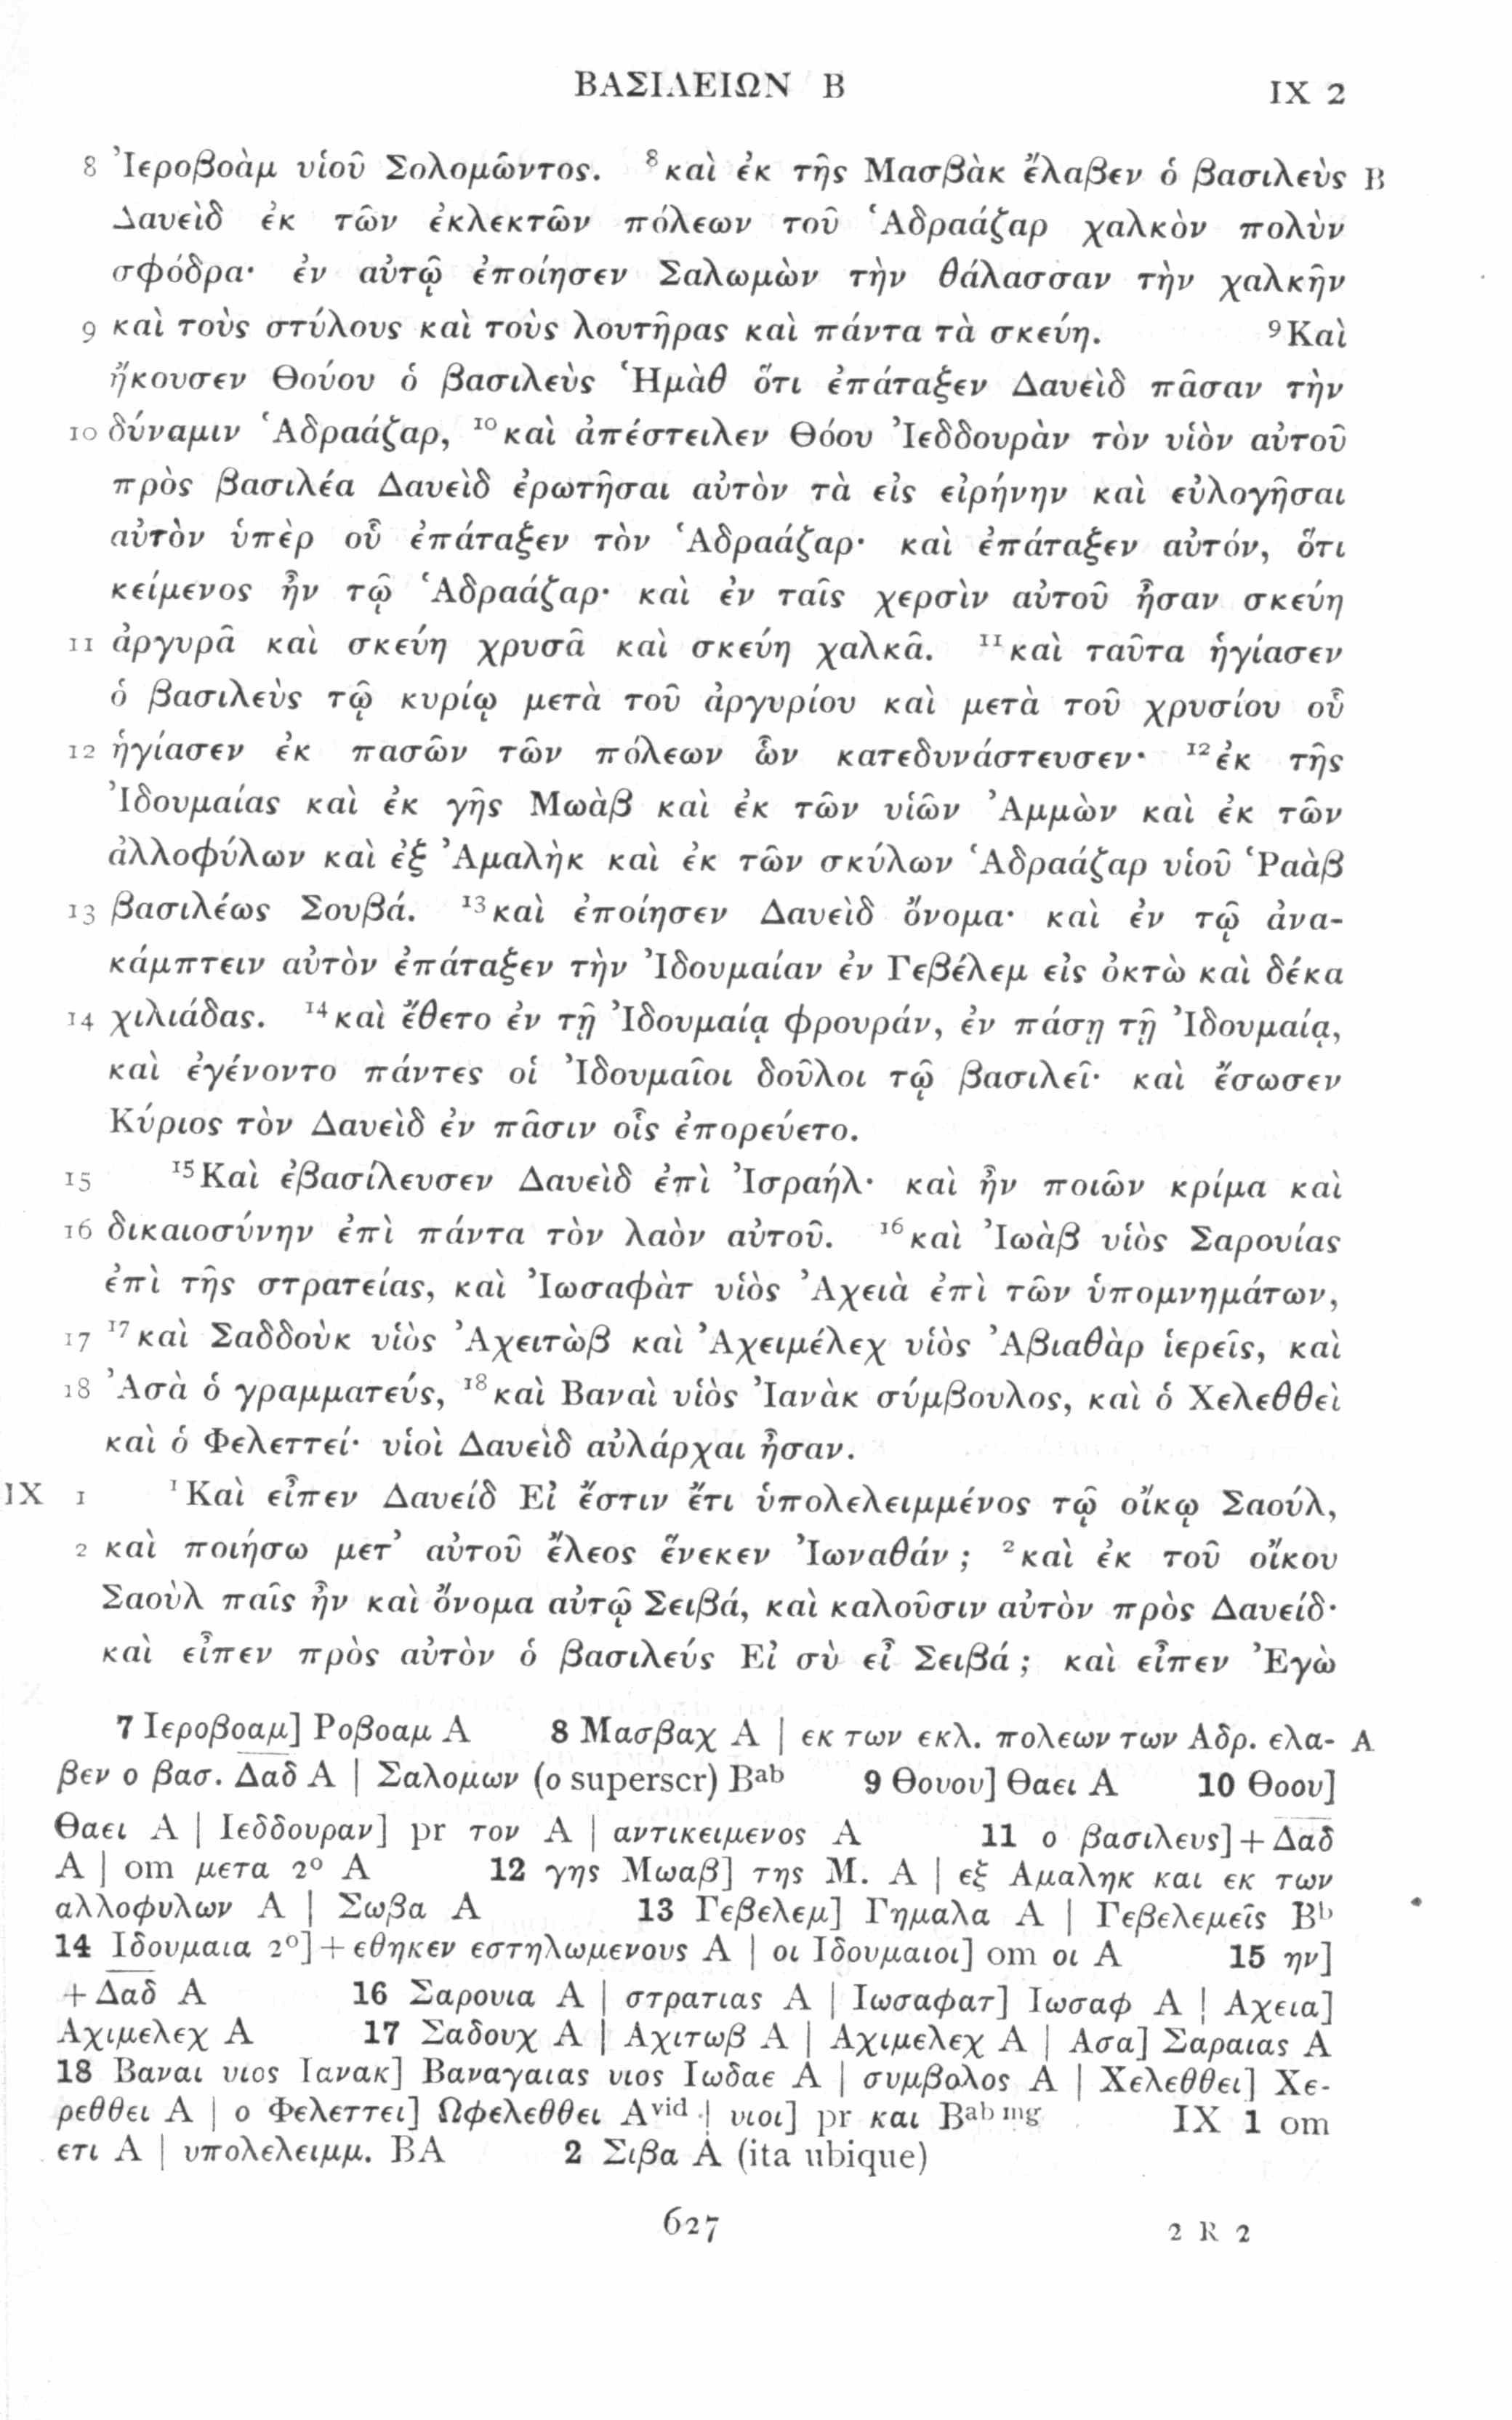 ΒΑΣΙΛΕΙΩΝ Β IX 2
8 Ἰεροβοὰμ υἱοῦ Σολομῶντος. ⁸καὶ ἐκ τῆς Μασβὰκ ἔλαβεν ὁ βασιλεὺς B
Δαυεὶδ ἐκ τῶν ἐκλεκτῶν πόλεων τοῦ Ἁδραάζαρ χαλκὸν πολὺν
σφόδρα· ἐν αὐτῷ ἐποίησεν Σαλωμὼν τὴν θάλασσαν τὴν χαλκῆν
9 καὶ τοὺς στύλους καὶ τοὺς λουτῆρας καὶ πάντα τὰ σκεύη. ⁹Καὶ
ἤκουσεν Θούου ὁ βασιλεὺς Ἡμὰθ ὅτι ἐπάταξεν Δαυεὶδ πᾶσαν τὴν
10 δύναμιν Ἁδραάζαρ, ¹⁰καὶ ἀπέστειλεν Θόου Ἰεδδουρὰν τὸν υἱὸν αὐτοῦ
πρὸς βασιλέα Δαυεὶδ ἐρωτῆσαι αὐτὸν τὰ εἰς εἰρήνην καὶ εὐλογῆσαι
αὐτὸν ὑπὲρ οὗ ἐπάταξεν τὸν Ἁδραάζαρ· καὶ ἐπάταξεν αὐτόν, ὅτι
κείμενος ἦν τῷ Ἁδραάζαρ· καὶ ἐν ταῖς χερσὶν αὐτοῦ ἦσαν σκεύη
11 ἀργυρᾶ καὶ σκεύη χρυσᾶ καὶ σκεύη χαλκᾶ. ¹¹καὶ ταῦτα ἡγίασεν
ὁ βασιλεὺς τῷ κυρίῳ μετὰ τοῦ ἀργυρίου καὶ μετὰ τοῦ χρυσίου οὗ
12 ἡγίασεν ἐκ πασῶν τῶν πόλεων ὧν κατεδυνάστευσεν· ¹²ἐκ τῆς
Ἰδουμαίας καὶ ἐκ γῆς Μωὰβ καὶ ἐκ τῶν υἱῶν Ἀμμὼν καὶ ἐκ τῶν
ἀλλοφύλων καὶ ἐξ Ἀμαλὴκ καὶ ἐκ τῶν σκύλων Ἁδραάζαρ υἱοῦ Ῥαὰβ
13 βασιλέως Σουβά. ¹³καὶ ἐποίησεν Δαυεὶδ ὄνομα· καὶ ἐν τῷ ἀνα-
κάμπτειν αὐτὸν ἐπάταξεν τὴν Ἰδουμαίαν ἐν Γεβέλεμ εἰς ὀκτὼ καὶ δέκα
14 χιλιάδας. ¹⁴καὶ ἔθετο ἐν τῇ Ἰδουμαίᾳ φρουράν, ἐν πάσῃ τῇ Ἰδουμαίᾳ,
καὶ ἐγένοντο πάντες οἱ Ἰδουμαῖοι δοῦλοι τῷ βασιλεῖ· καὶ ἔσωσεν
Κύριος τὸν Δαυεὶδ ἐν πᾶσιν οἷς ἐπορεύετο.
15 ¹⁵Καὶ ἐβασίλευσεν Δαυεὶδ ἐπὶ Ἰσραήλ· καὶ ἦν ποιῶν κρίμα καὶ
16 δικαιοσύνην ἐπὶ πάντα τὸν λαὸν αὐτοῦ. ¹⁶καὶ Ἰωὰβ υἱὸς Σαρουίας
ἐπὶ τῆς στρατείας, καὶ Ἰωσαφὰτ υἱὸς Ἀχειὰ ἐπὶ τῶν ὑπομνημάτων,
17 ¹⁷καὶ Σαδδοὺκ υἱὸς Ἀχειτὼβ καὶ Ἀχειμέλεχ υἱὸς Ἀβιαθὰρ ἱερεῖς, καὶ
18 Ἀσὰ ὁ γραμματεύς, ¹⁸καὶ Βαναὶ υἱὸς Ἰανὰκ σύμβουλος, καὶ ὁ Χελεθθεὶ
καὶ ὁ Φελεττεί· υἱοὶ Δαυεὶδ αὐλάρχαι ἦσαν.
IX 1 ¹Καὶ εἶπεν Δαυείδ Εἰ ἔστιν ἔτι ὑπολελειμμένος τῷ οἴκῳ Σαούλ,
2 καὶ ποιήσω μετ᾽ αὐτοῦ ἔλεος ἕνεκεν Ἰωναθάν; ²καὶ ἐκ τοῦ οἴκου
Σαοὺλ παῖς ἦν καὶ ὄνομα αὐτῷ Σειβά, καὶ καλοῦσιν αὐτὸν πρὸς Δαυείδ·
καὶ εἶπεν πρὸς αὐτὸν ὁ βασιλεύς Εἰ σὺ εἶ Σειβά; καὶ εἶπεν Ἐγὼ
7 Ιεροβοαμ] Ροβοαμ A 8 Μασβαχ A | εκ των εκλ. πολεων των Αδρ. ελα- A
βεν ο βασ. Δα̅δ̅ A | Σαλομων (ο superscr) Bᵃᵇ 9 Θουου] Θαει A 10 Θοου]
Θαει A | Ιεδδουραν] pr τον A | αντικειμενος A 11 ο βασιλευς] + Δα̅δ̅
A | om μετα 2⁰ A 12 γης Μωαβ] της Μ. A | εξ Αμαληκ και εκ των
αλλοφυλων A | Σωβα A 13 Γεβελεμ] Γημαλα A | Γεβελεμεῖς Bᵇ
14 Ιδουμαια 2⁰] + εθηκεν εστηλωμενους A | οι Ιδουμαιοι] om οι A 15 ην]
+ Δα̅δ̅ A 16 Σαρουια A | στρατιας A | Ιωσαφατ] Ιωσαφ A | Αχεια]
Αχιμελεχ A 17 Σαδουχ A | Αχιτωβ A | Αχιμελεχ A | Ασα] Σαραιας A
18 Βαναι υιος Ιανακ] Βαναγαιας υιος Ιωδαε A | συμβολος A | Χελεθθει] Χε-
ρεθθει A | ο Φελεττει] Ωφελεθθει Aᵛⁱᵈ | υιοι] pr και Bᵃᵇ ᵐᵍ IX 1 om
ετι A | υπολελειμμ. BA 2 Σιβα A (ita ubique)
627 2 R 2